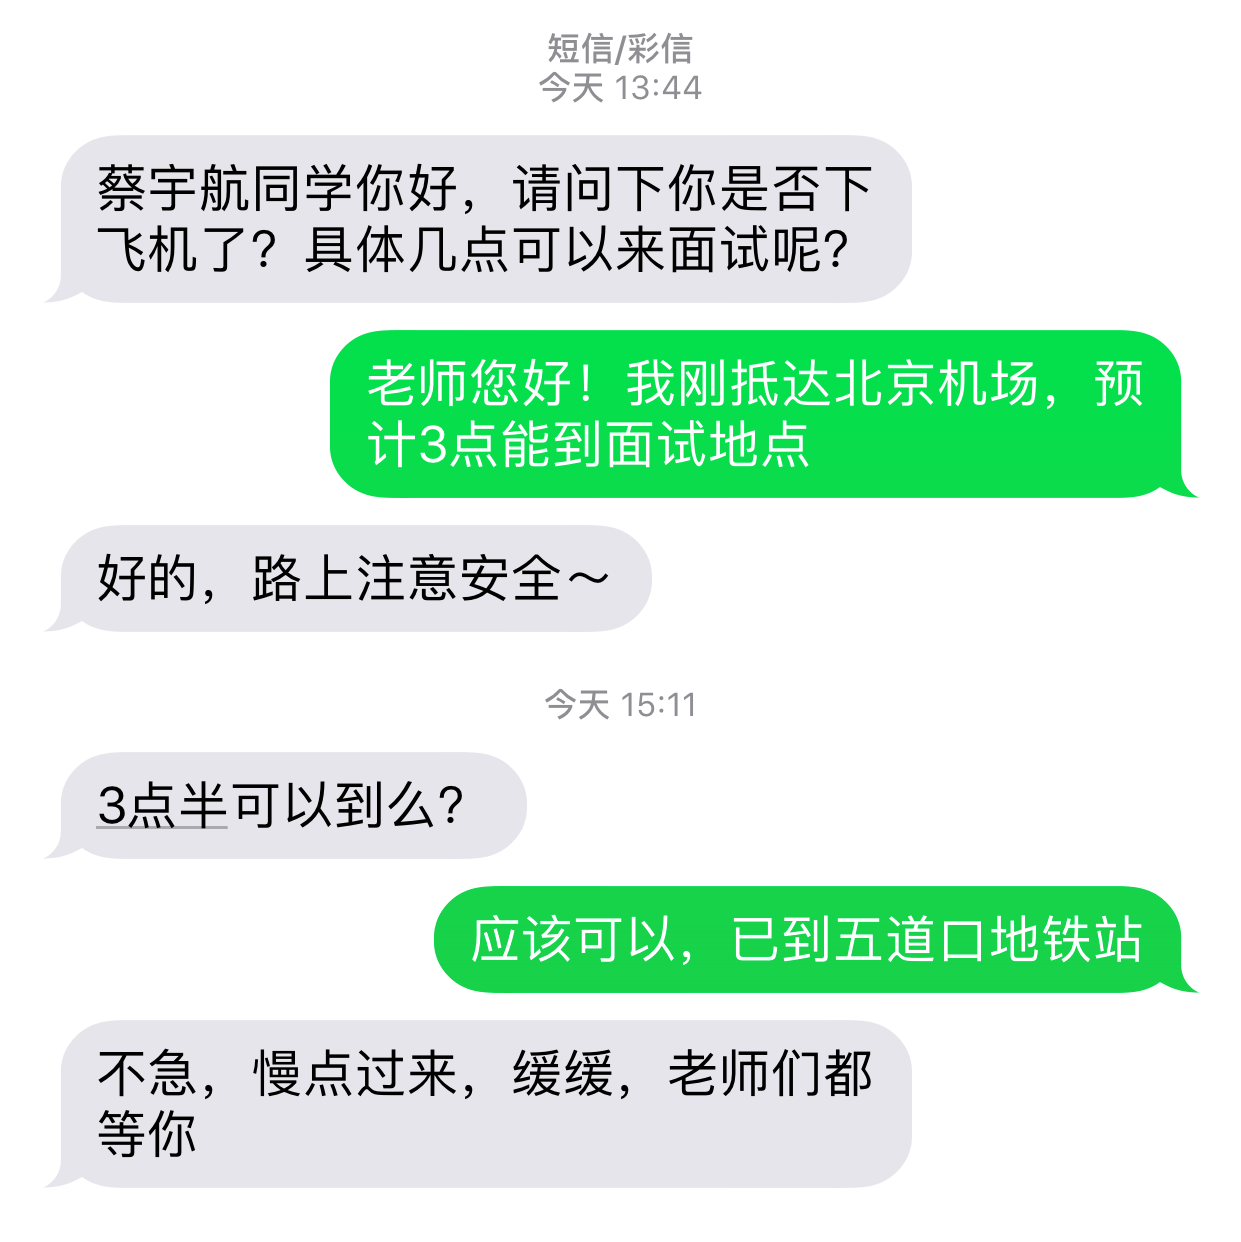 短信/彩信
今天 13:44
蔡宇航同学你好，请问下你是否下
飞机了？具体几点可以来面试呢？
老师您好！我刚抵达北京机场，预
计3点能到面试地点
好的，路上注意安全～
今天 15:11
3点半可以到么？
应该可以，已到五道口地铁站
不急，慢点过来，缓缓，老师们都
等你